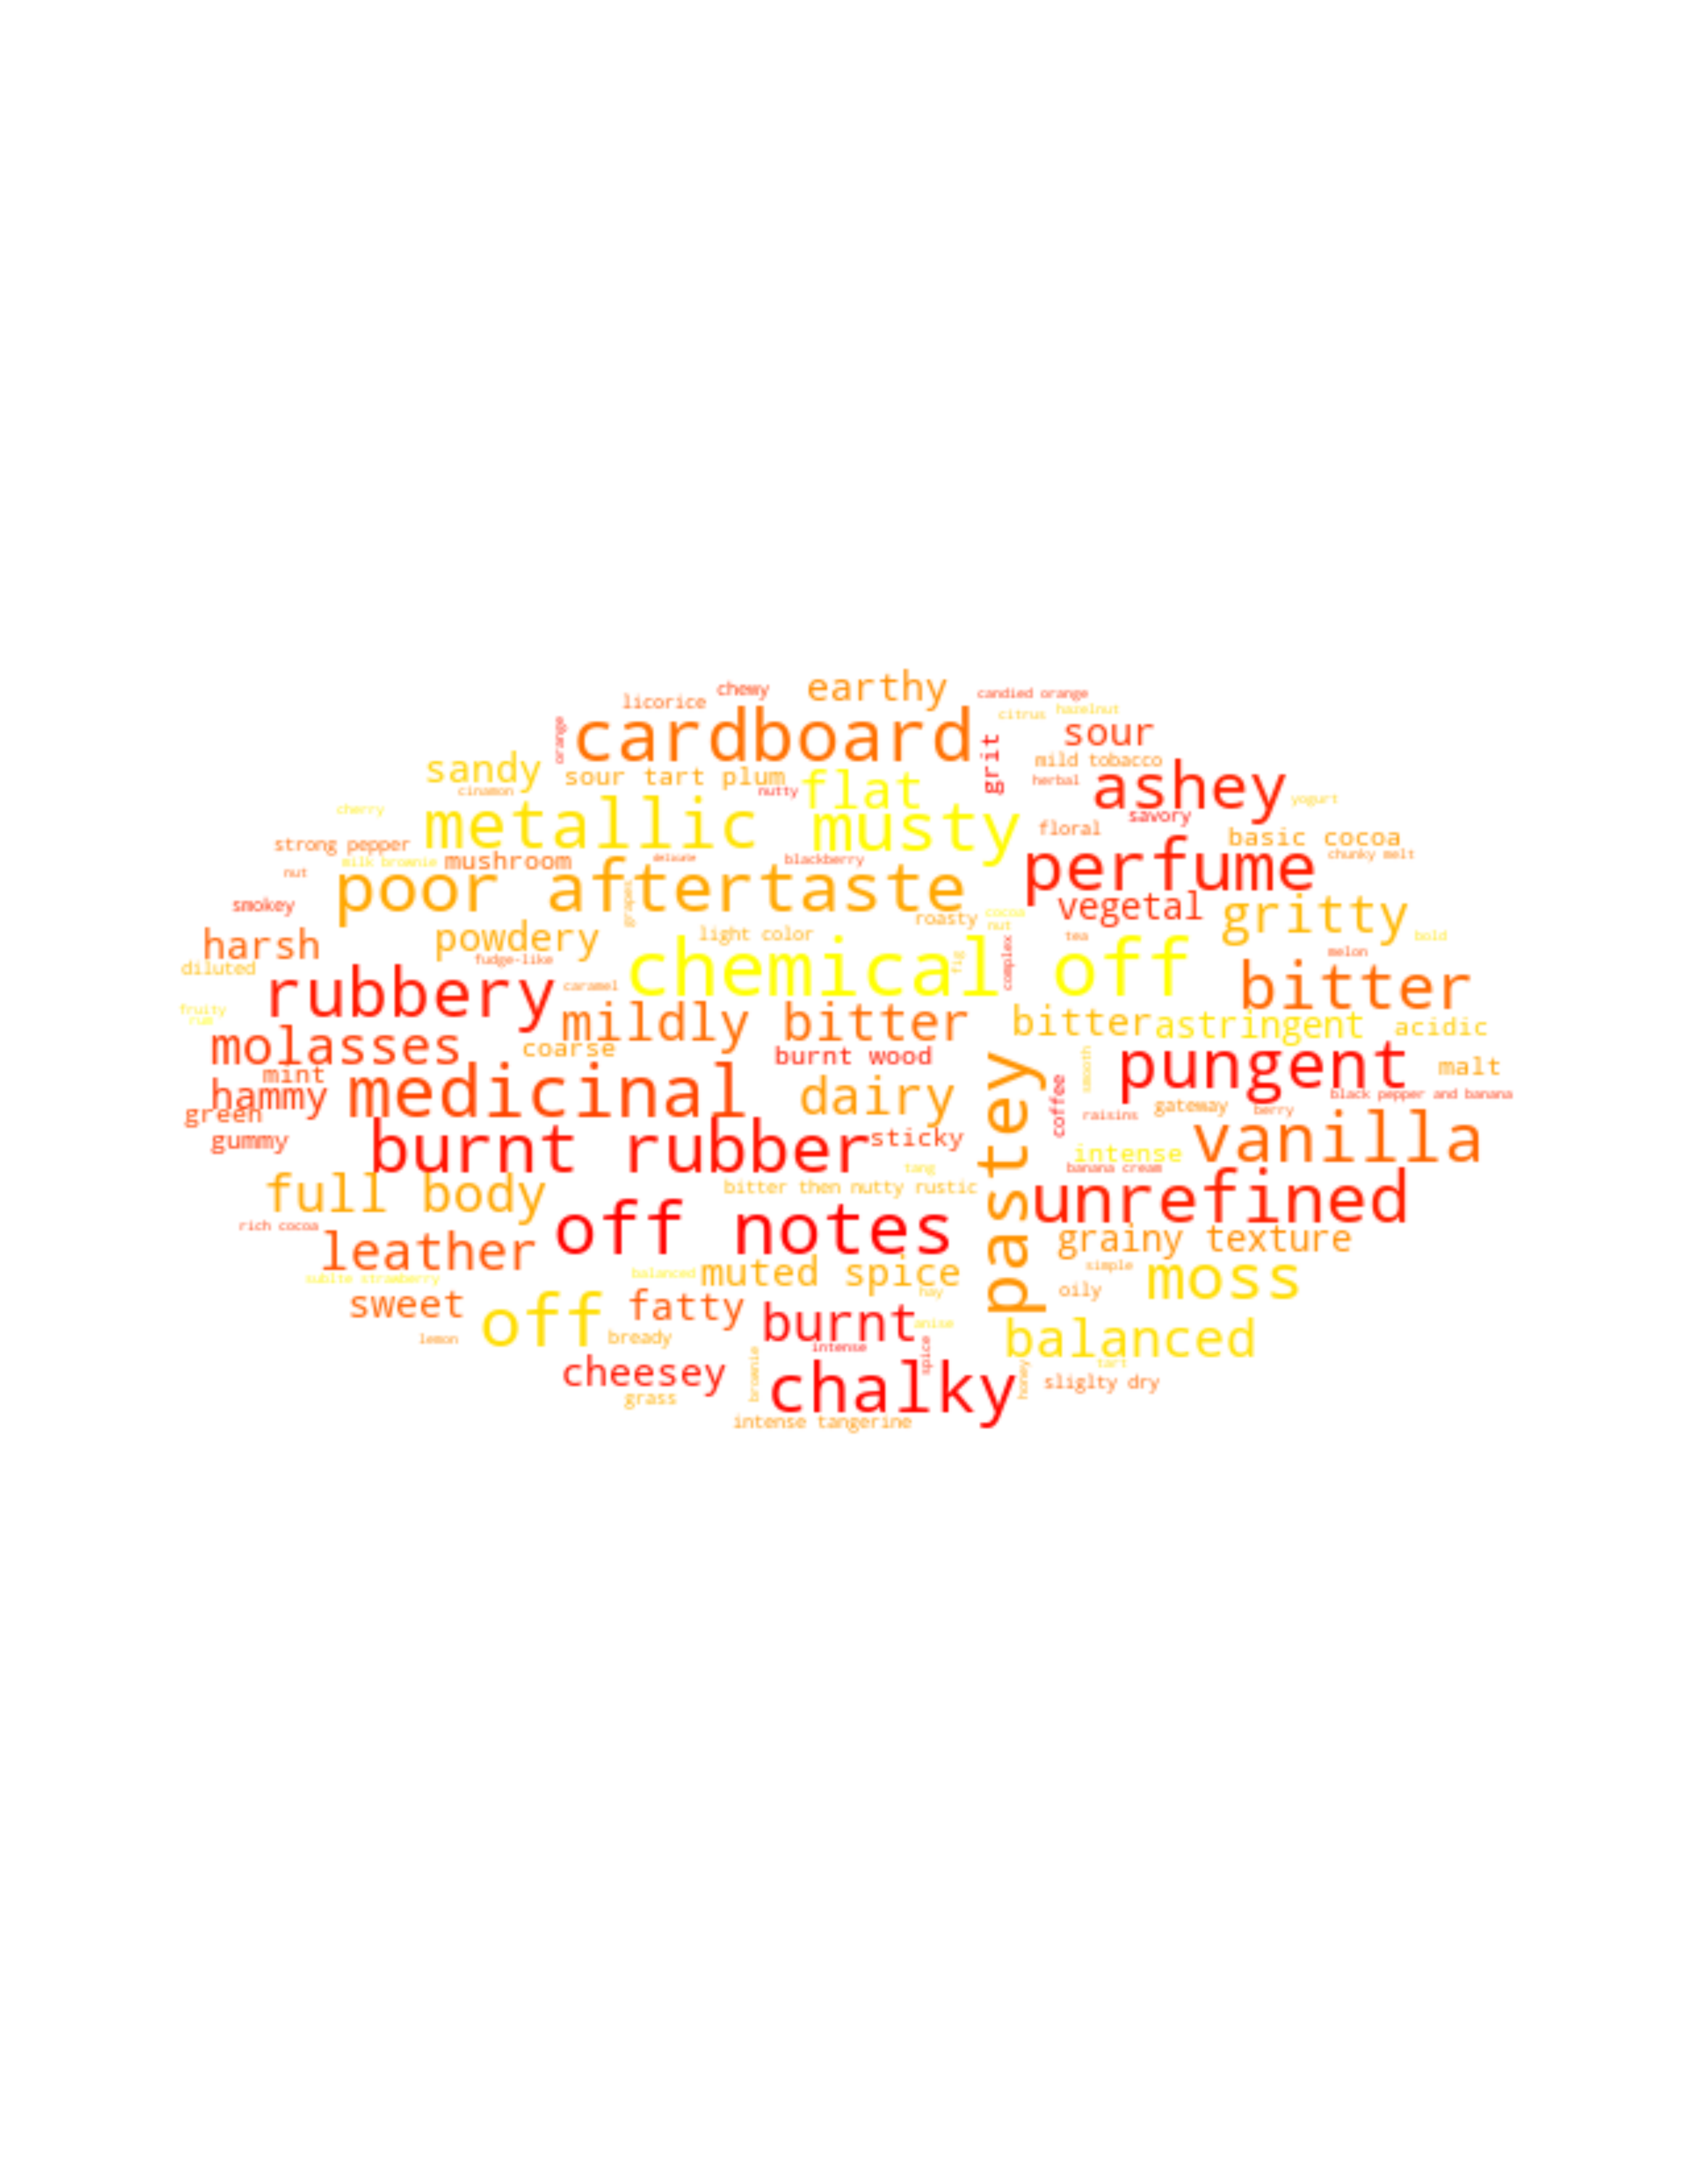 earthy
chewy
candied orange
licorice
hazelnut
citrus
cardboard
orange
sour
grit
mild tobacco
sandy
sour tart plum
herbal
ashey
flat
cinamon
nutty
yogurt
cherry
metallic
musty
savory
floral
basic cocoa
strong pepper
chunky melt
milk brownie
mushroom
delicate
blackberry
perfume
nut
poor aftertaste
grapes
smokey
vegetal
gritty
roasty
cocoa
nut
harsh
powdery
light color
tea
bold
fudge-like
complex
melon
diluted
chemical off
fig
rubbery
caramel
bitter
fruity
rum
mildly bitter
bitter
astringent
acidic
molasses
coarse
burnt wood
pungent
malt
mint
smooth
hammy
medicinal
dairy
pastey
coffee
black pepper and banana
green
raisins
gateway
berry
gummy
burnt rubber
sticky
vanilla
intense
tang
banana cream
full body
bitter then nutty rustic
unrefined
rich cocoa
off notes
leather
grainy texture
sublte strawberry
balanced
muted spice
simple
moss
hay
oily
sweet
off
fatty
burnt
anise
balanced
lemon
bready
intense
spice
cheesey
brownie
chalky
honey
tart
sliglty dry
grass
intense tangerine